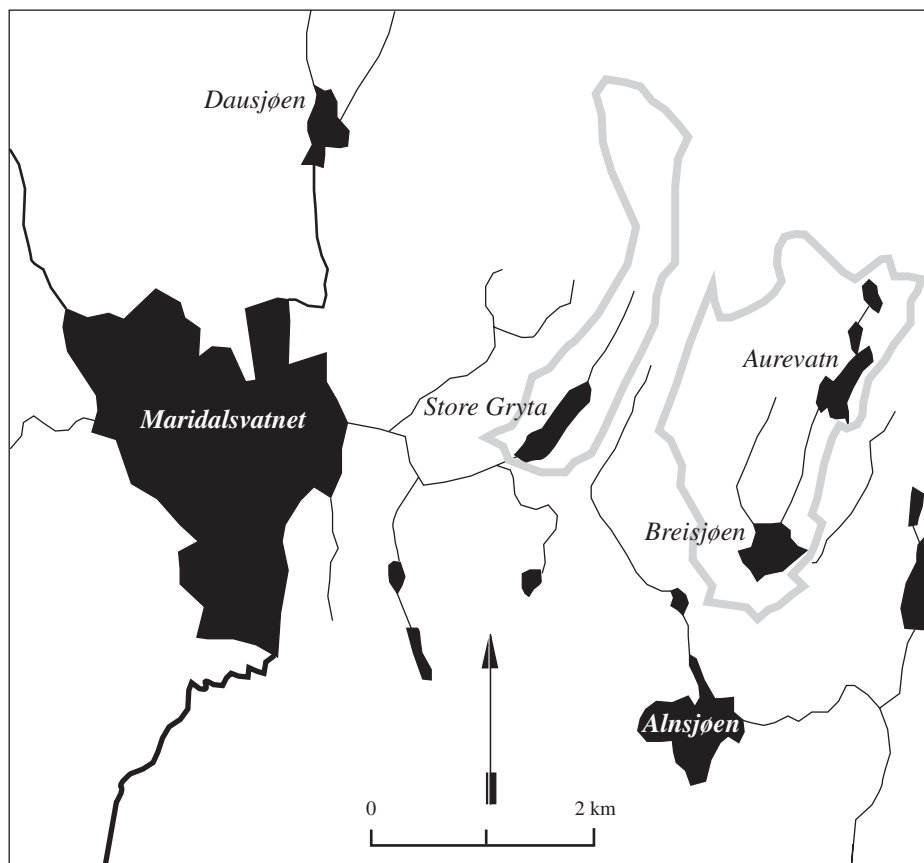 Dausjøen
Aurevatn
Store Gryta
Maridalsvatnet
Breisjøen
Alnsjøen
0 2 km